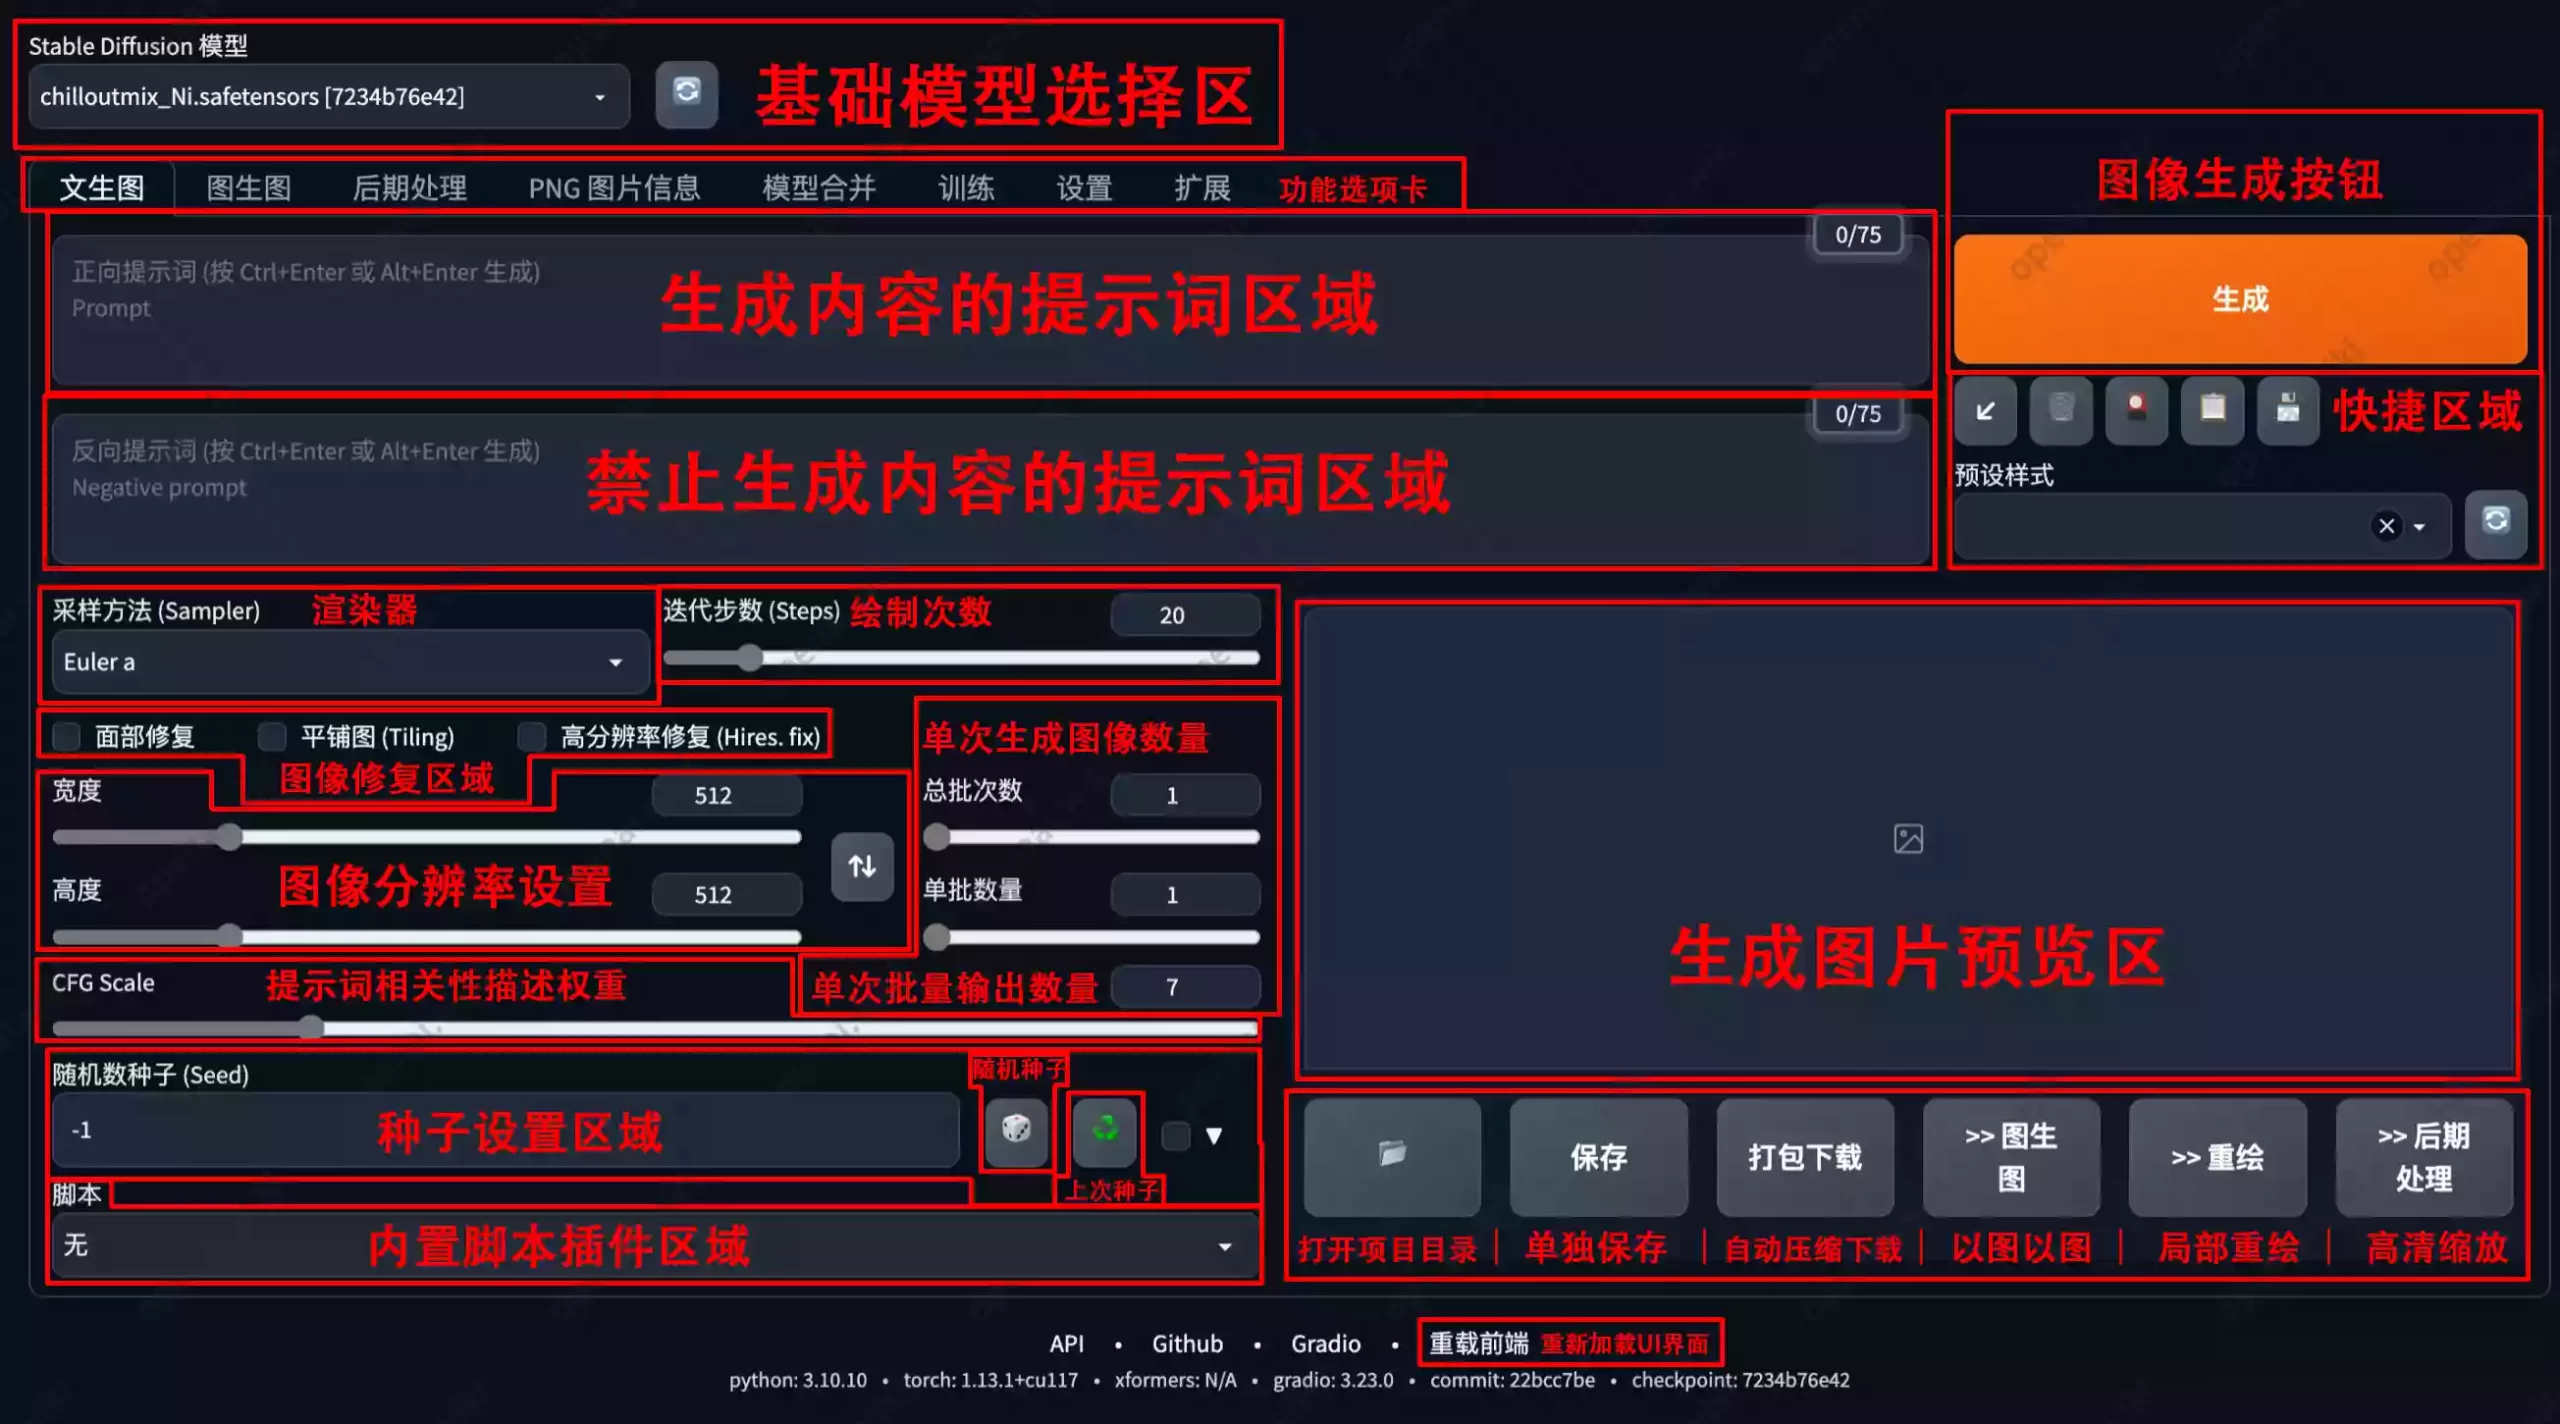 Stable Diffusion 模型
chilloutmix_Ni.safetensors [7234b76e42]
基础模型选择区
文生图 图生图 后期处理 PNG 图片信息 模型合并 训练 设置 扩展 功能选项卡
图像生成按钮
0/75
正向提示词 (按 Ctrl+Enter 或 Alt+Enter 生成)
Prompt
生成内容的提示词区域
生成
0/75
反向提示词 (按 Ctrl+Enter 或 Alt+Enter 生成)
Negative prompt
禁止生成内容的提示词区域
快捷区域
预设样式
采样方法 (Sampler) 渲染器
Euler a
迭代步数 (Steps) 绘制次数 20
面部修复 平铺图 (Tiling) 高分辨率修复 (Hires. fix)
图像修复区域
单次生成图像数量
宽度 512
总批次数 1
高度 图像分辨率设置 512
单批数量 1
CFG Scale 提示词相关性描述权重
单次批量输出数量 7
生成图片预览区
随机数种子 (Seed)
随机种子
-1 种子设置区域
上次种子
脚本
无 内置脚本插件区域
保存 打包下载 >> 图生
图
>> 重绘
>> 后期
处理
打开项目目录 | 单独保存 | 自动压缩下载 | 以图以图 | 局部重绘 | 高清缩放
API • Github • Gradio • 重载前端 重新加载UI界面
python: 3.10.10 • torch: 1.13.1+cu117 • xformers: N/A • gradio: 3.23.0 • commit: 22bcc7be • checkpoint: 7234b76e42